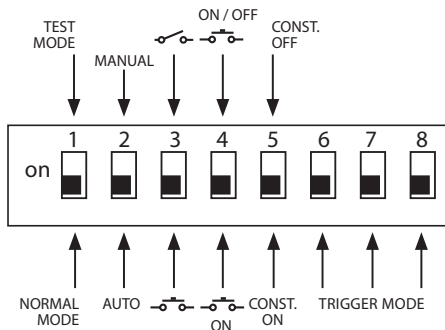 TEST
MODE
MANUAL
ON / OFF
CONST.
OFF
1 2 3 4 5 6 7 8
on
NORMAL
MODE
AUTO
ON
CONST.
ON
TRIGGER MODE